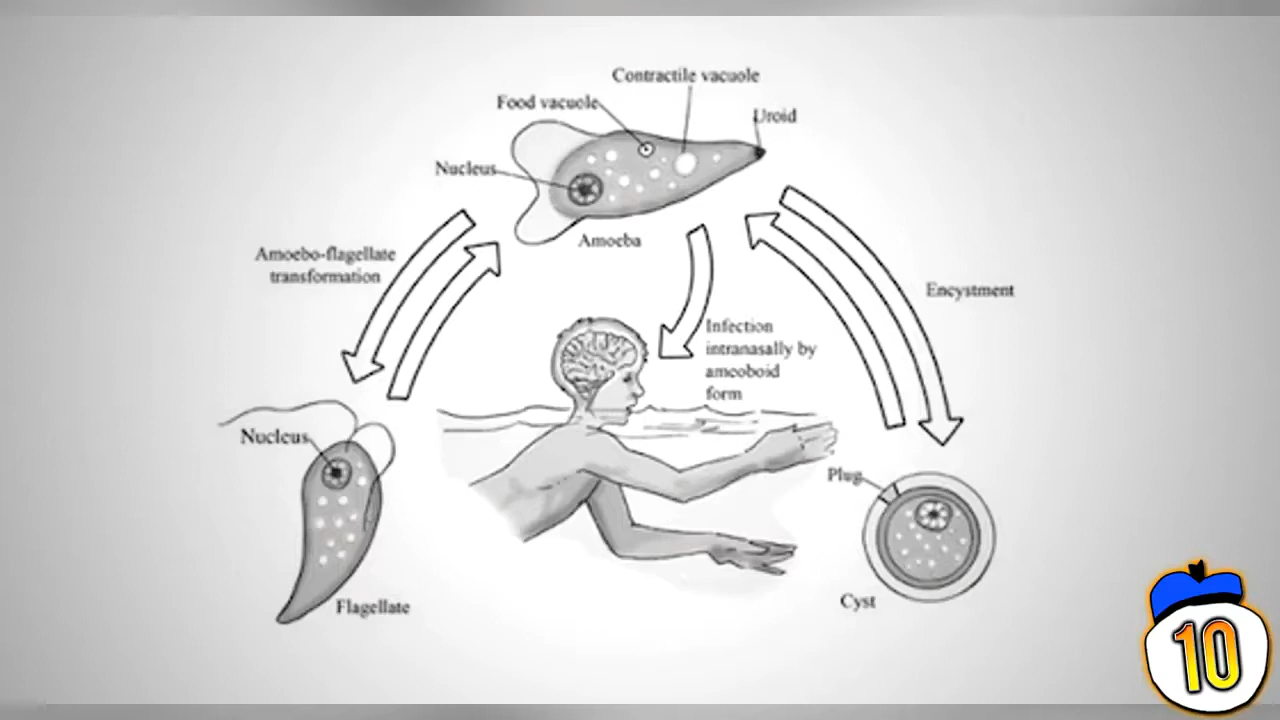 Contractile vacuole
Food vacuole
Uroid
Nucleus
Amoeba
Amoebo-flagellate
transformation
Encystment
Infection
intranasally by
amoeboid
form
Nucleus
Plug
Flagellate
Cyst
10